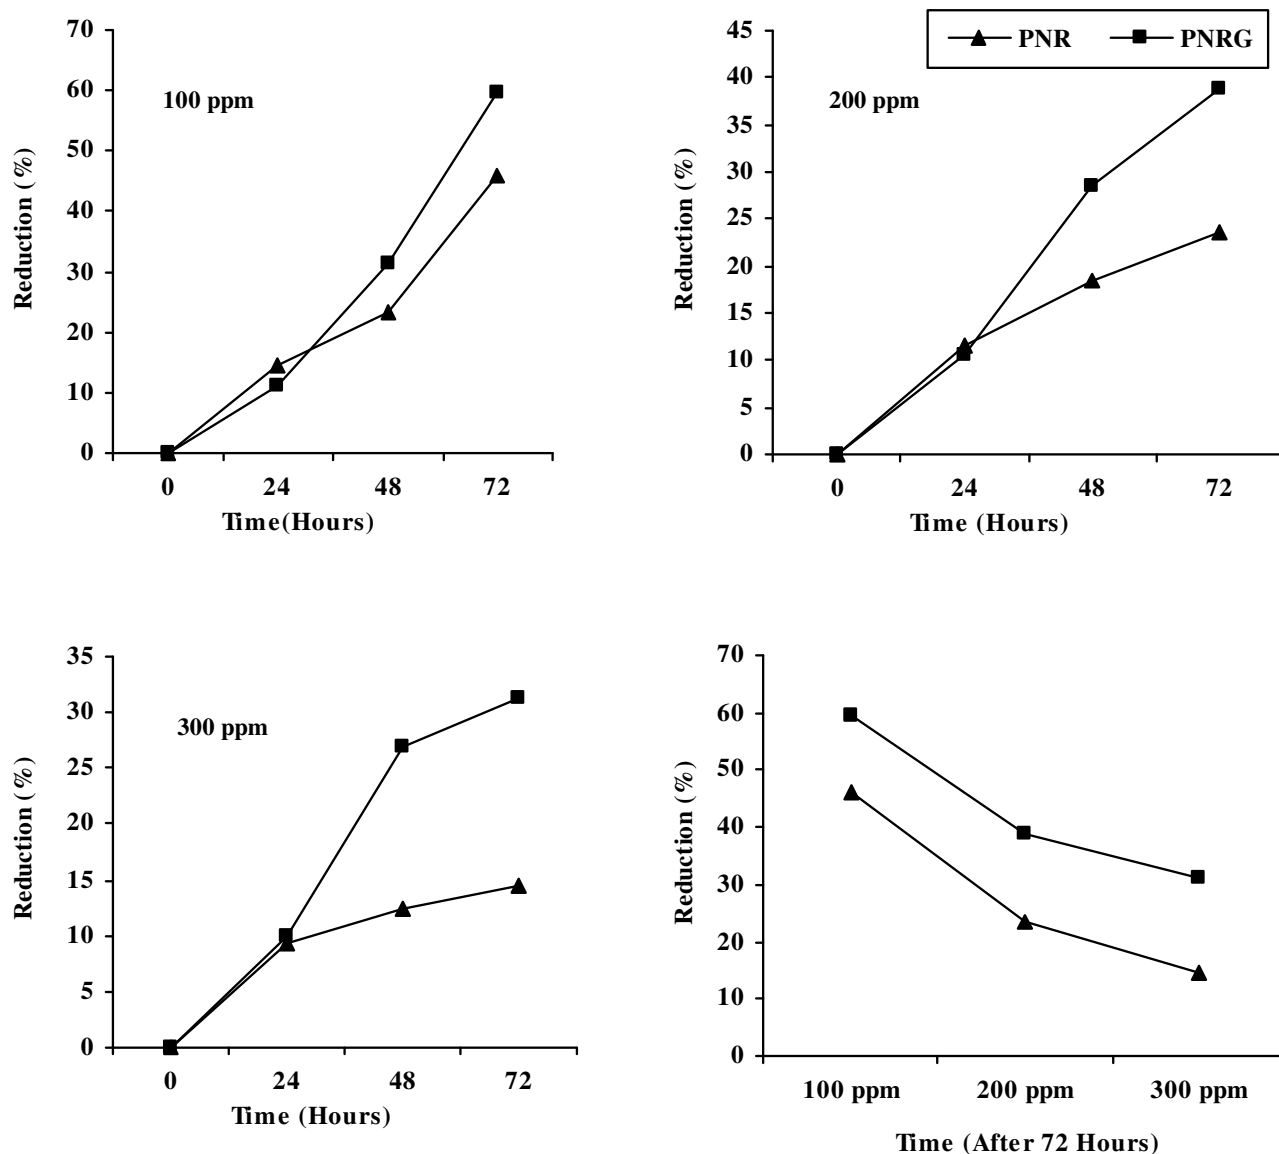 70
60
50
40
30
20
10
0
Reduction (%)
100 ppm
0 24 48 72
Time(Hours)
45
40
35
30
25
20
15
10
5
0
Reduction (%)
PNR PNRG
200 ppm
0 24 48 72
Time (Hours)
35
30
25
20
15
10
5
0
Reduction (%)
300 ppm
0 24 48 72
Time (Hours)
70
60
50
40
30
20
10
0
Reduction (%)
100 ppm 200 ppm 300 ppm
Time (After 72 Hours)